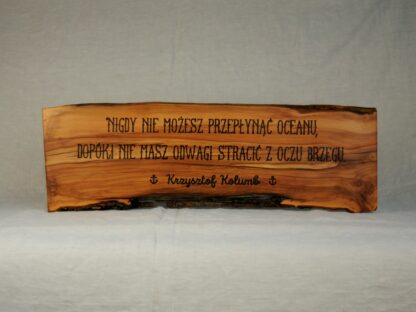 NIGDY NIE MOŻESZ PRZEPŁYNĄĆ OCEANU,
DOPÓKI NIE MASZ ODWAGI STRACIĆ Z OCZU BRZEGU.
Krzysztof Kolumb